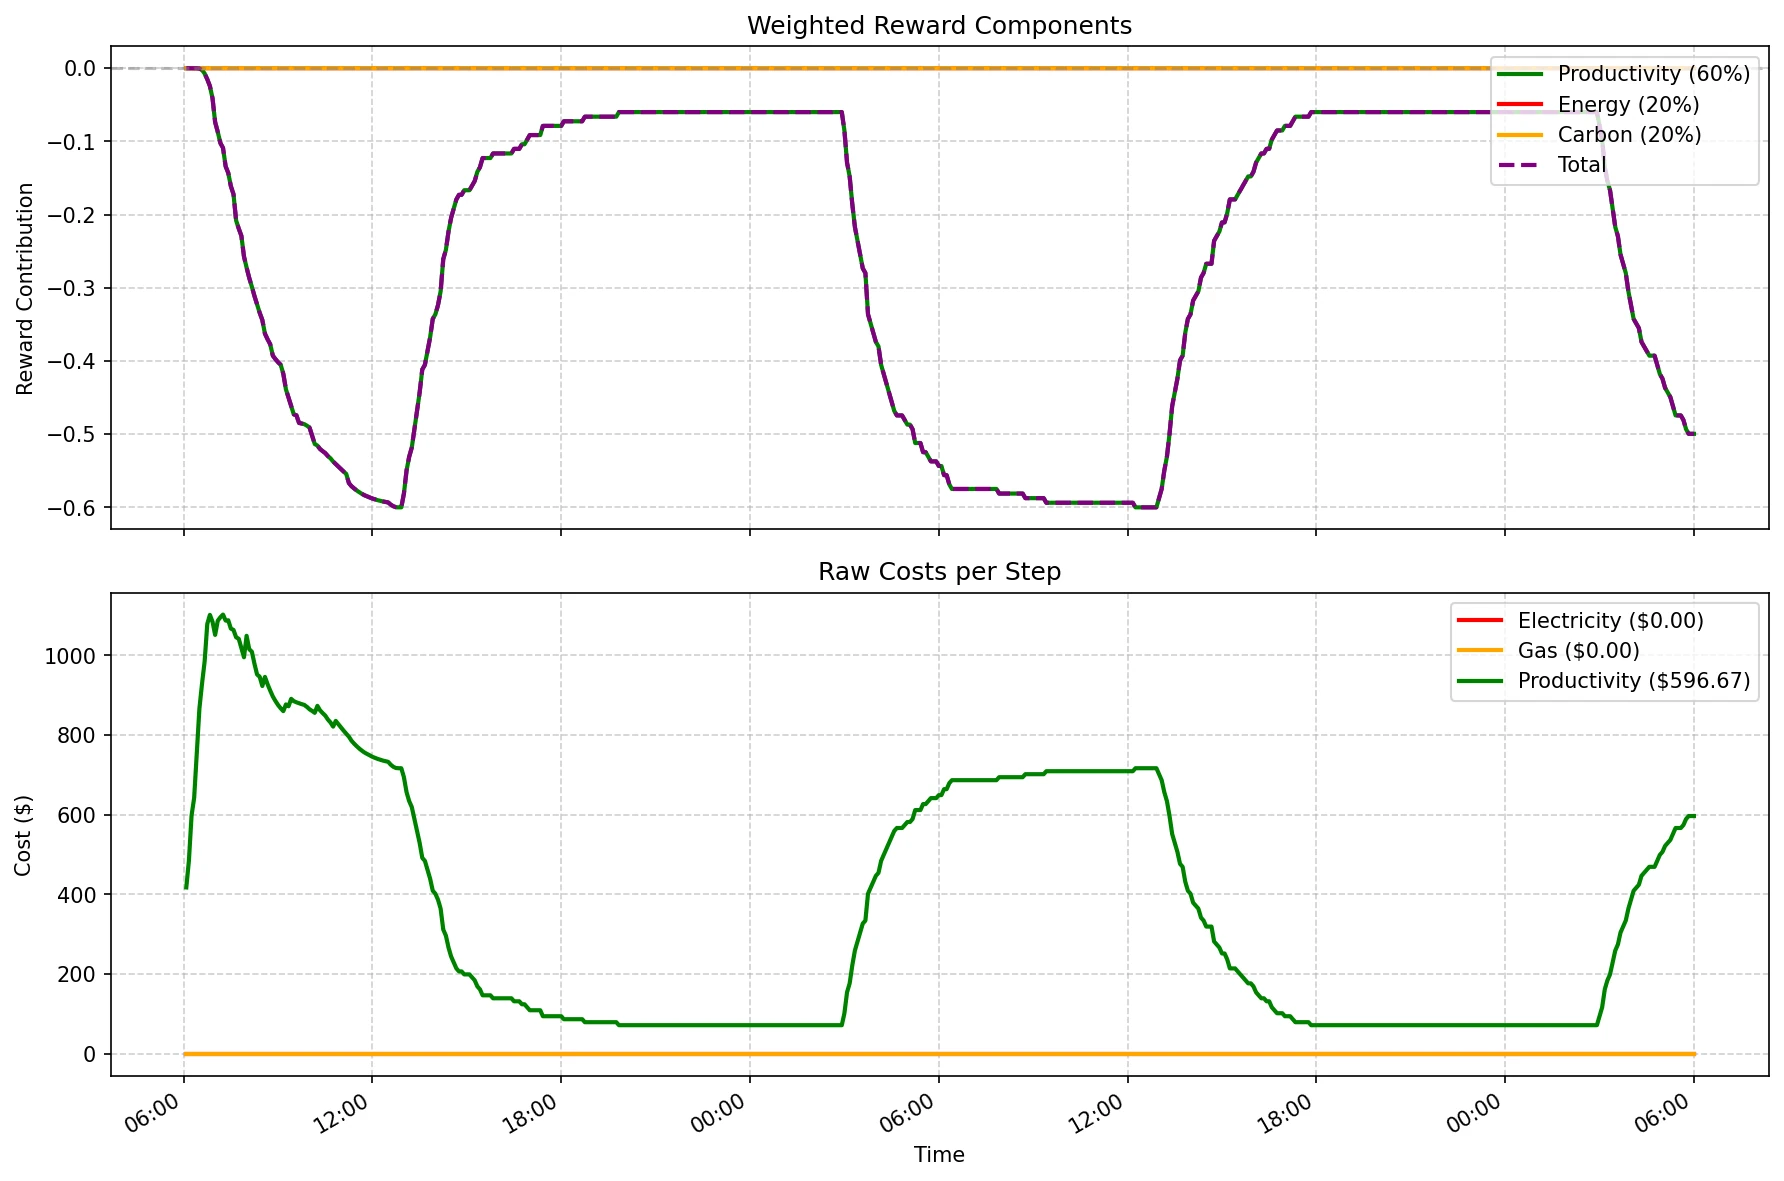 Weighted Reward Components
0.0
−0.1
−0.2
−0.3
−0.4
−0.5
−0.6
Reward Contribution
Productivity (60%)
Energy (20%)
Carbon (20%)
Total
Raw Costs per Step
1000
800
600
400
200
0
Cost ($)
Electricity ($0.00)
Gas ($0.00)
Productivity ($596.67)
06:00
12:00
18:00
00:00
06:00
12:00
18:00
00:00
06:00
Time